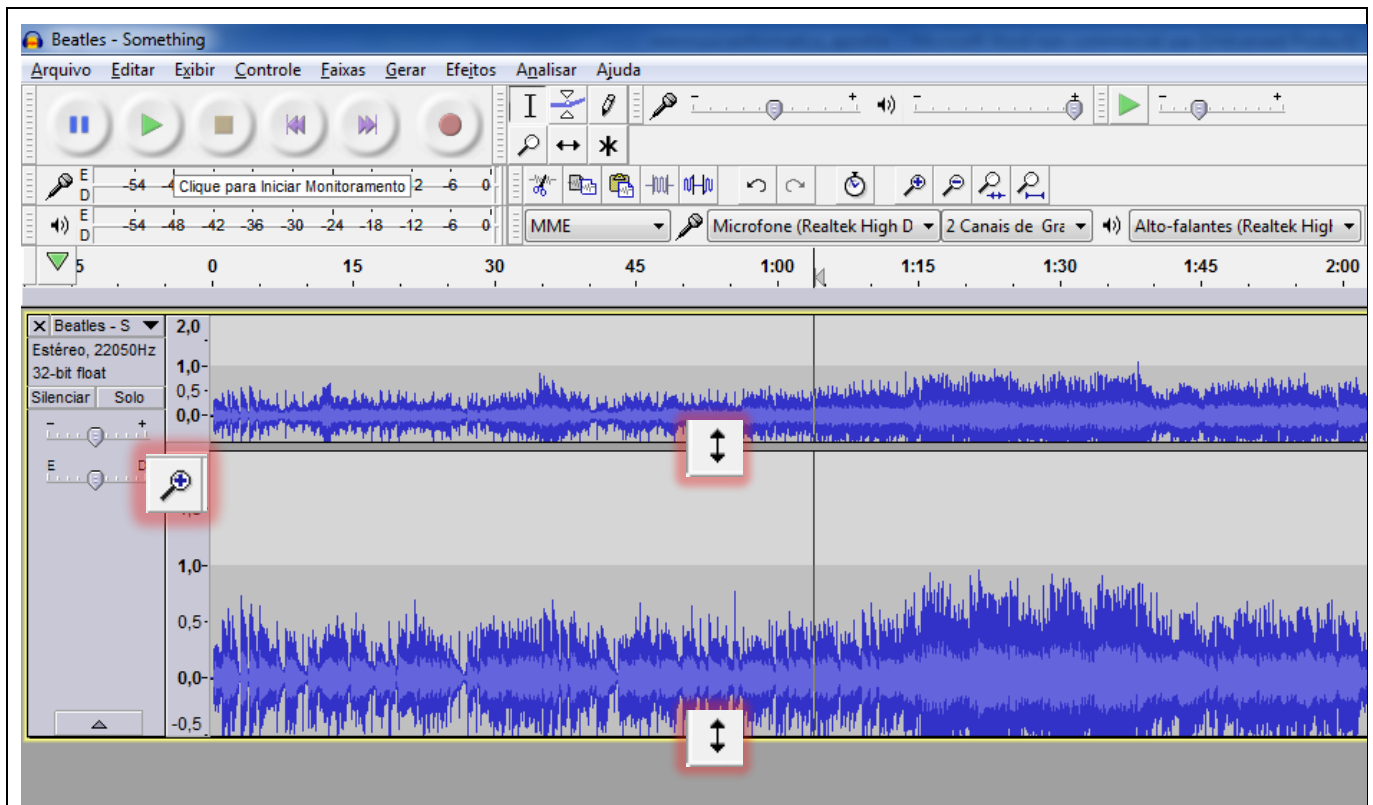 Beatles - Something
Arquivo Editar Exibir Controle Faixas Gerar Efeitos Analisar Ajuda
- + - + - +
E D -54 -4 Clique para Iniciar Monitoramento 2 -6 0
E D -54 -48 -42 -36 -30 -24 -18 -12 -6 0
MME Microfone (Realtek High D 2 Canais de Gra Alto-falantes (Realtek High
5 0 15 30 45 1:00 1:15 1:30 1:45 2:00
Beatles - S 2,0
Estéreo, 22050Hz
32-bit float 1,0
Silenciar Solo 0,5
- + 0,0
E D
1,0
0,5
0,0
-0,5